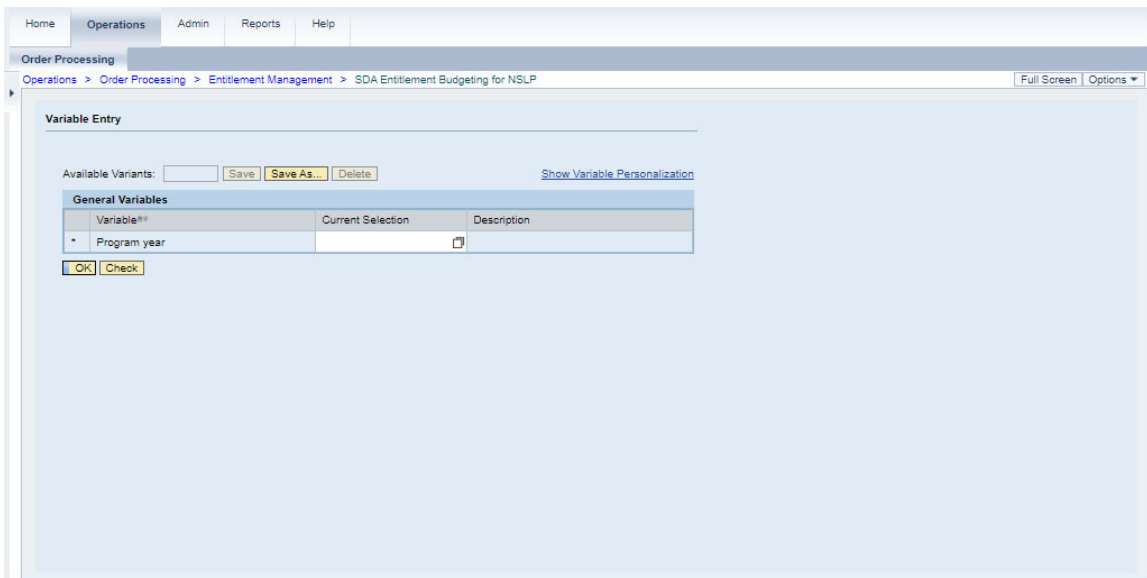 Home Operations Admin Reports Help
Order Processing
Operations > Order Processing > Entitlement Management > SDA Entitlement Budgeting for NSLP Full Screen Options
Variable Entry
Available Variants: Save Save As... Delete Show Variable Personalization
General Variables
Variable Current Selection Description
* Program year
OK Check